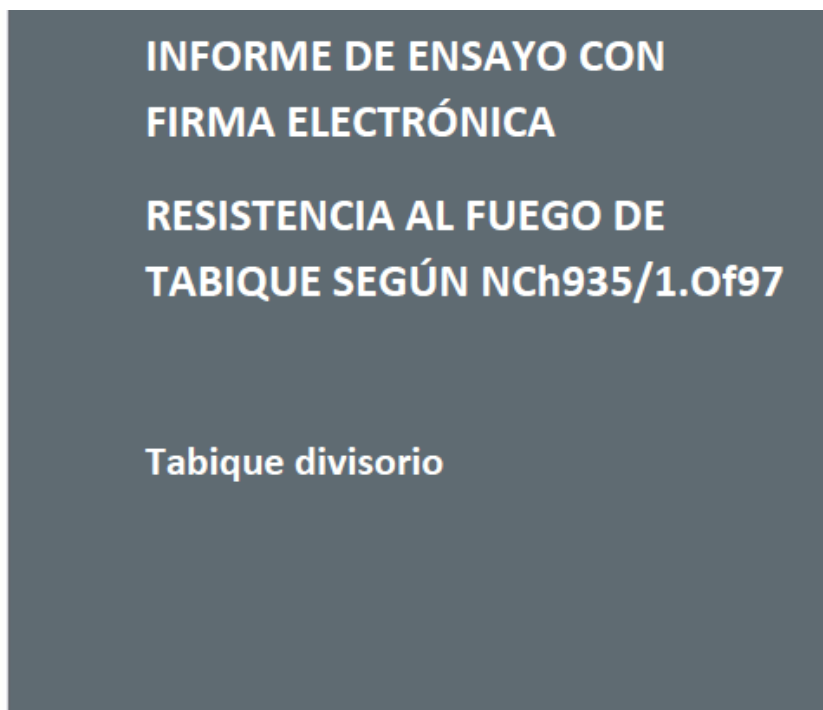 INFORME DE ENSAYO CON
FIRMA ELECTRÓNICA
RESISTENCIA AL FUEGO DE
TABIQUE SEGÚN NCh935/1.Of97
Tabique divisorio